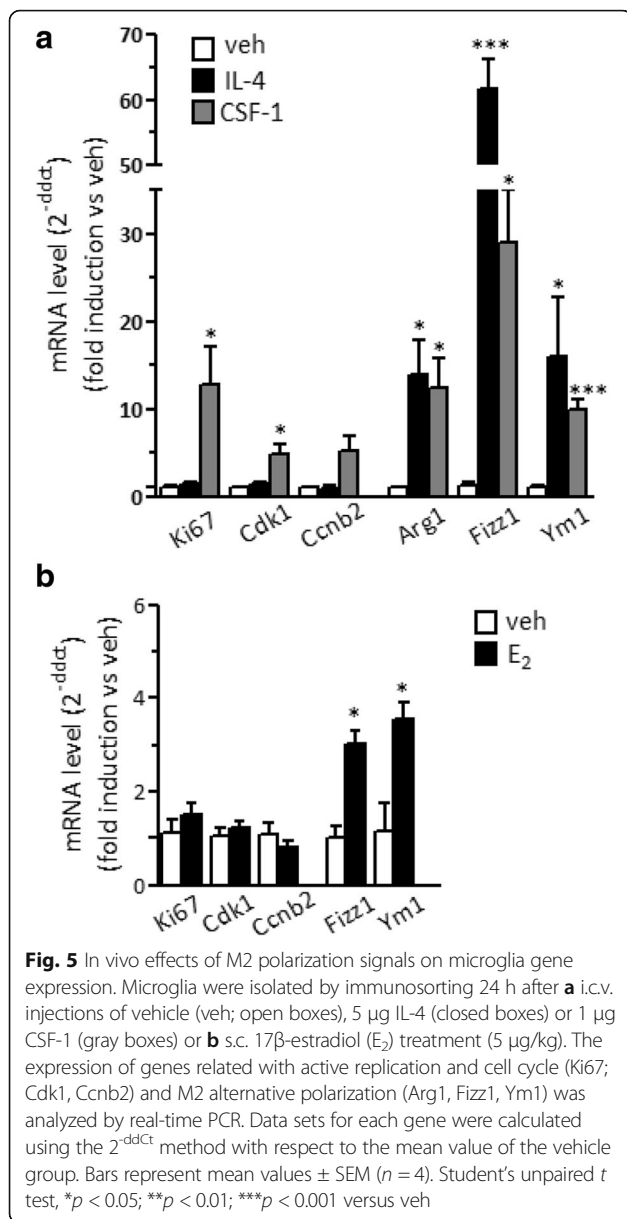 a
70
60
50
30
20
10
0
mRNA level (2^-ddct)
(fold induction vs veh)
veh
IL-4
CSF-1
*
*
*
*
***
*
*
***
Ki67
Cdk1
Ccnb2
Arg1
Fizz1
Ym1
b
6
4
2
0
mRNA level (2^-ddct)
(fold induction vs veh)
veh
E₂
*
*
Ki67
Cdk1
Ccnb2
Fizz1
Ym1
Fig. 5 In vivo effects of M2 polarization signals on microglia gene
expression. Microglia were isolated by immunosorting 24 h after a i.c.v.
injections of vehicle (veh; open boxes), 5 μg IL-4 (closed boxes) or 1 μg
CSF-1 (gray boxes) or b s.c. 17β-estradiol (E₂) treatment (5 μg/kg). The
expression of genes related with active replication and cell cycle (Ki67;
Cdk1, Ccnb2) and M2 alternative polarization (Arg1, Fizz1, Ym1) was
analyzed by real-time PCR. Data sets for each gene were calculated
using the 2^-ddCt method with respect to the mean value of the vehicle
group. Bars represent mean values ± SEM (n = 4). Student's unpaired t
test, *p < 0.05; **p < 0.01; ***p < 0.001 versus veh